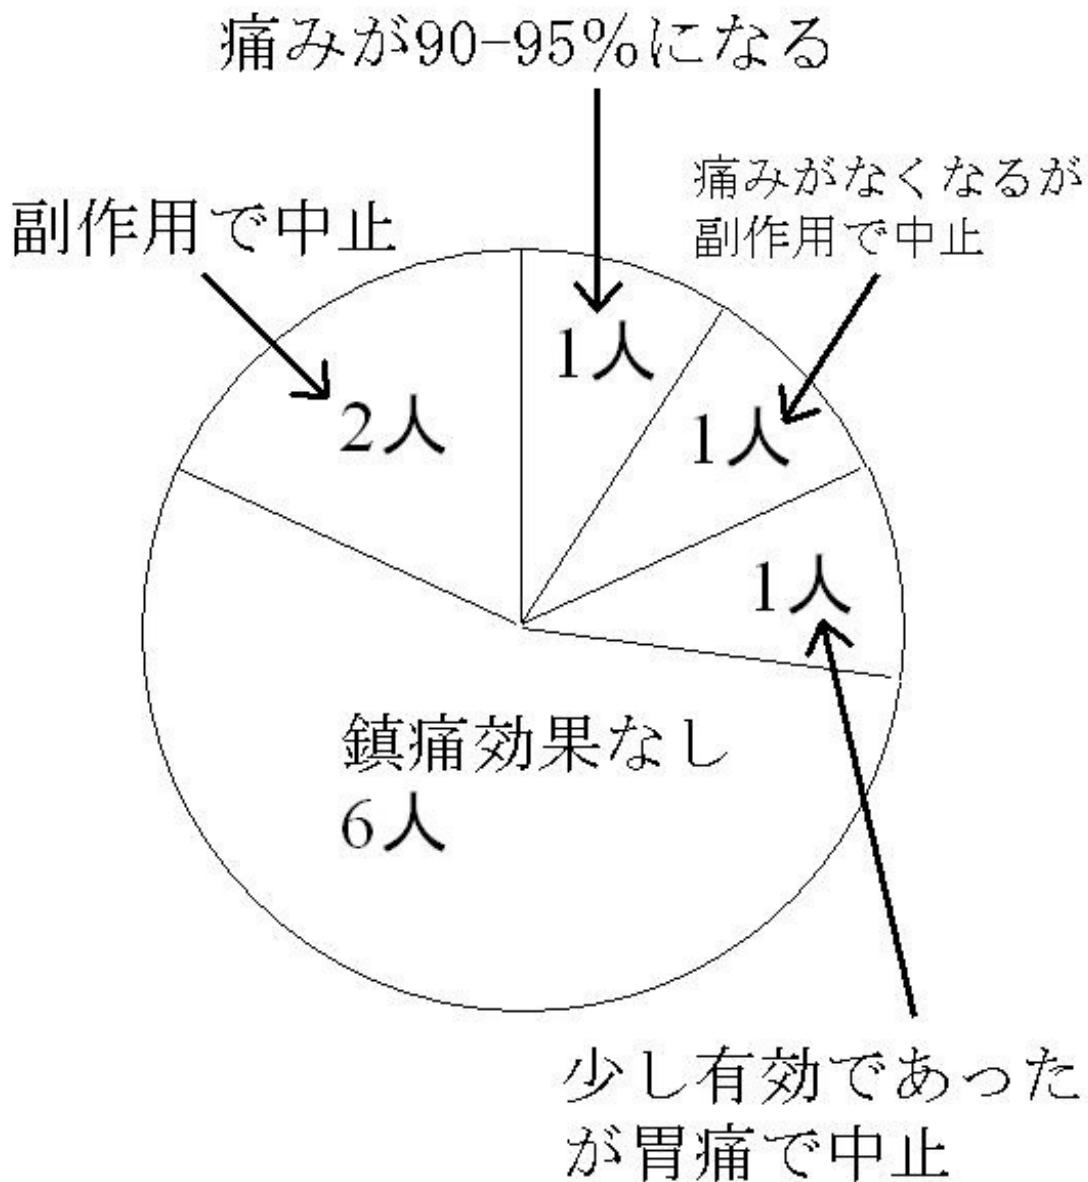 痛みが90-95%になる
痛みがなくなるが
副作用で中止
副作用で中止
1人
2人
1人
1人
鎮痛効果なし
6人
少し有効であった
が胃痛で中止